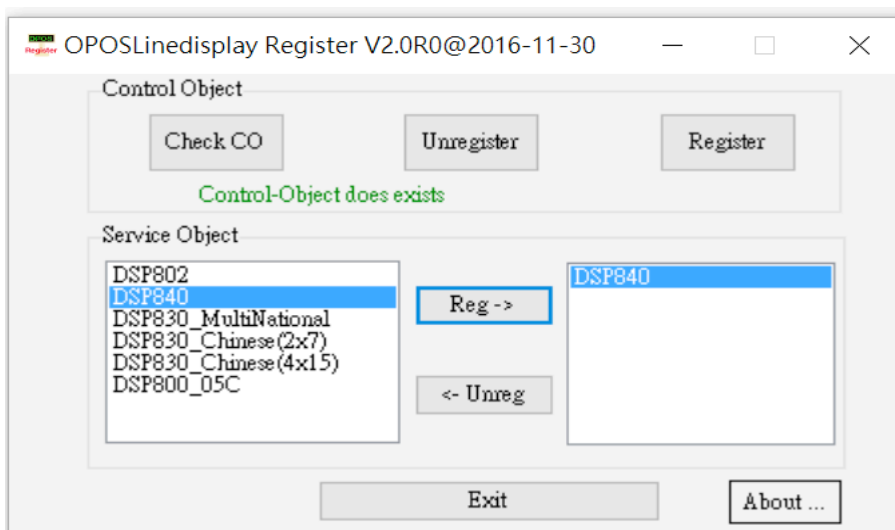 OPOSLinedisplay Register V2.0R0@2016-11-30
Control Object
Check CO
Unregister
Register
Control-Object does exists
Service Object
DSP802
DSP840
DSP830_MultiNational
DSP830_Chinese(2x7)
DSP830_Chinese(4x15)
DSP800_05C
Reg ->
<- Unreg
DSP840
Exit
About ...